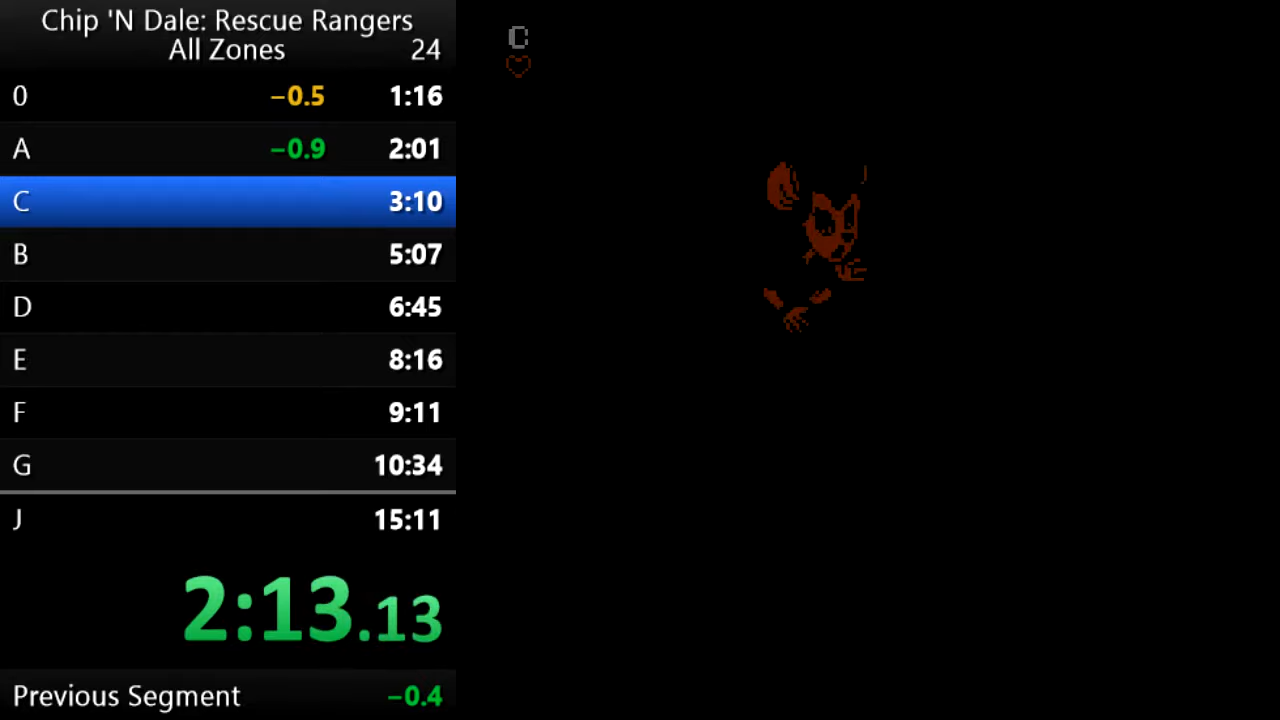 Chip 'N Dale: Rescue Rangers
All Zones 24
0 −0.5 1:16
A −0.9 2:01
C 3:10
B 5:07
D 6:45
E 8:16
F 9:11
G 10:34
J 15:11
2:13.13
Previous Segment −0.4
C